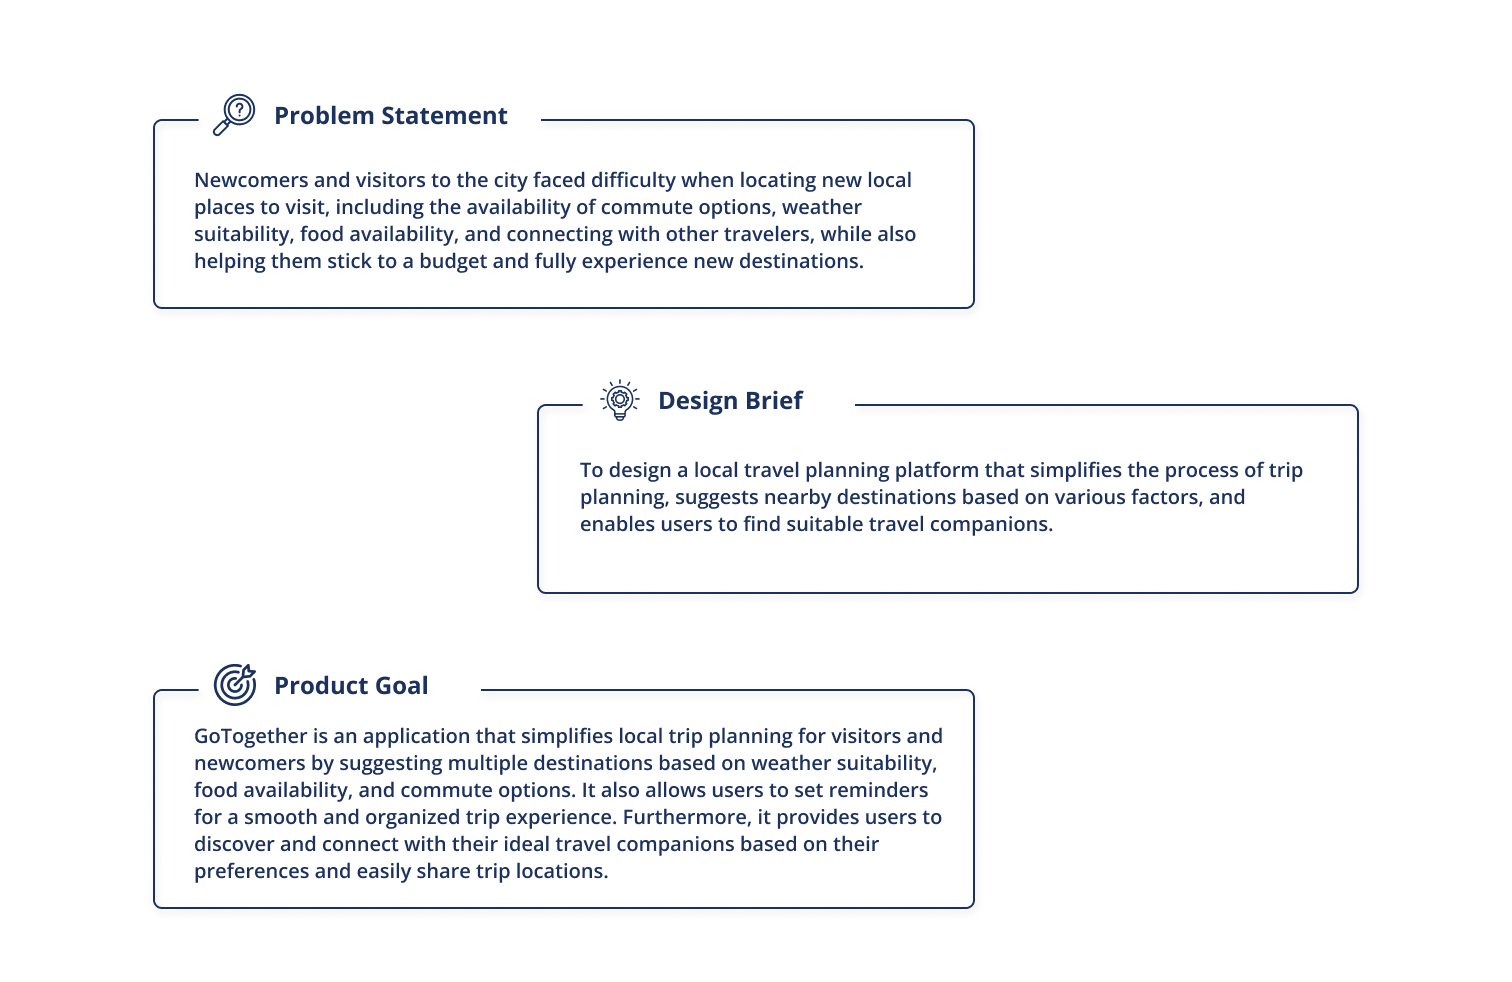 Problem Statement
Newcomers and visitors to the city faced difficulty when locating new local
places to visit, including the availability of commute options, weather
suitability, food availability, and connecting with other travelers, while also
helping them stick to a budget and fully experience new destinations.
Design Brief
To design a local travel planning platform that simplifies the process of trip
planning, suggests nearby destinations based on various factors, and
enables users to find suitable travel companions.
Product Goal
GoTogether is an application that simplifies local trip planning for visitors and
newcomers by suggesting multiple destinations based on weather suitability,
food availability, and commute options. It also allows users to set reminders
for a smooth and organized trip experience. Furthermore, it provides users to
discover and connect with their ideal travel companions based on their
preferences and easily share trip locations.